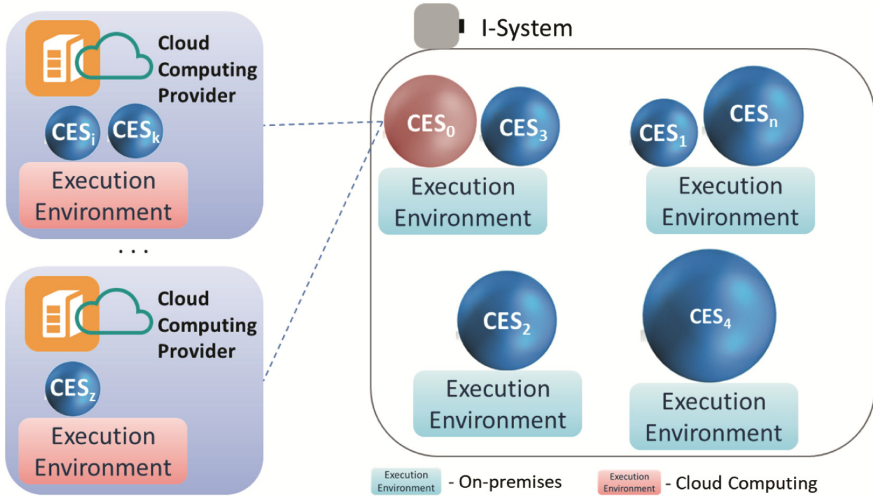 Cloud
Computing
Provider
CESi
CESk
Execution
Environment
. . .
Cloud
Computing
Provider
CESz
Execution
Environment
I-System
CES0
CES3
Execution
Environment
CES1
CESn
Execution
Environment
CES2
Execution
Environment
CES4
Execution
Environment
Execution
Environment
- On-premises
Execution
Environment
- Cloud Computing